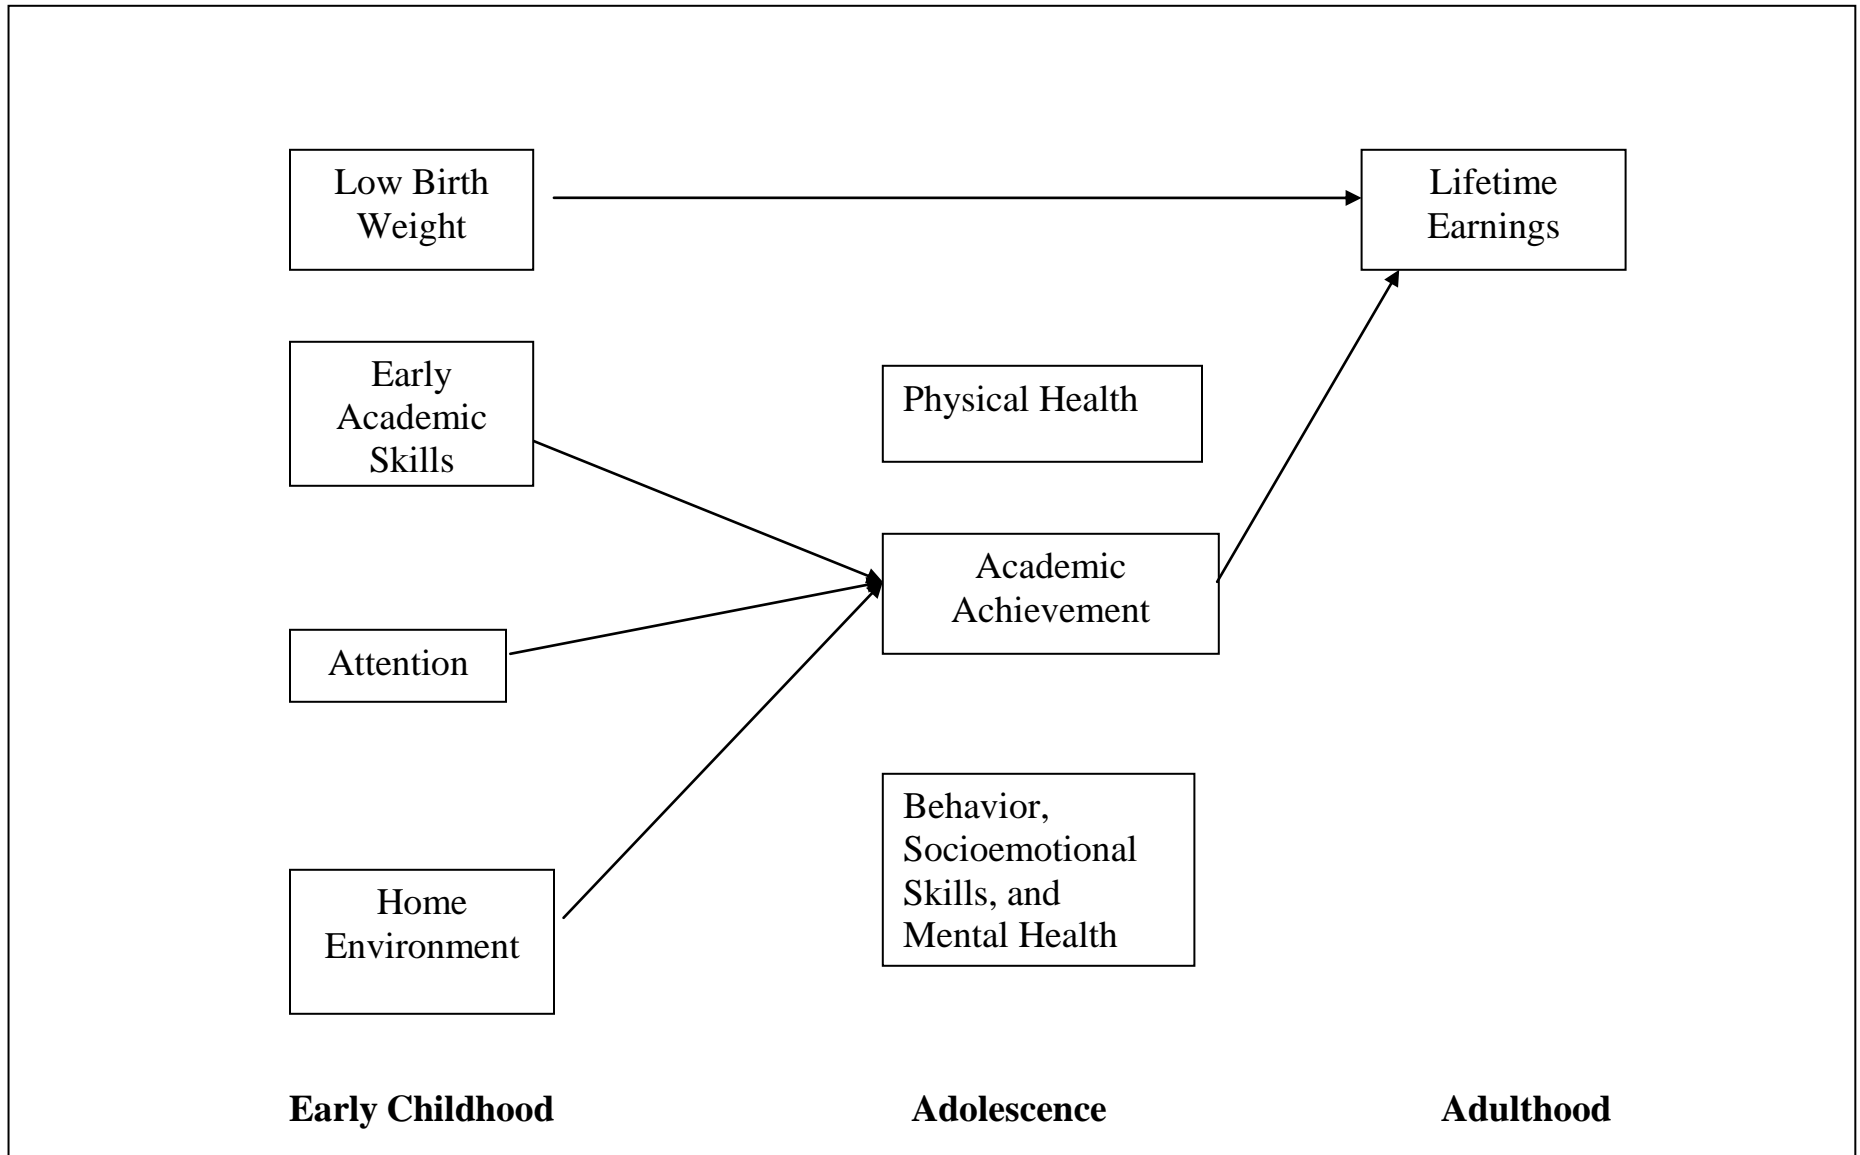 Low Birth
Weight
Lifetime
Earnings
Early
Academic
Skills
Physical Health
Academic
Achievement
Attention
Behavior,
Socioemotional
Skills, and
Mental Health
Home
Environment
Early Childhood
Adolescence
Adulthood